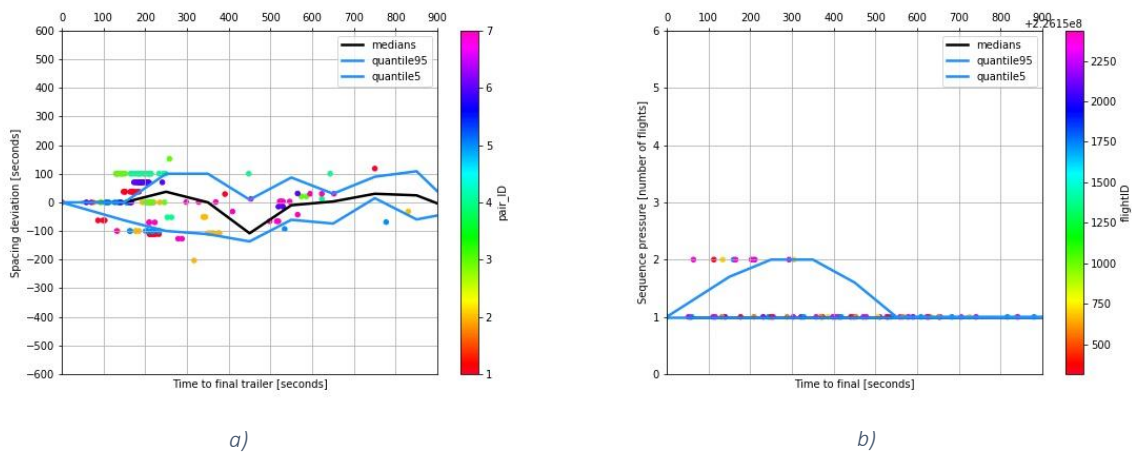 0 100 200 300 400 500 600 700 800 900
600
500
400
300
200
100
0
−100
−200
−300
−400
−500
−600
Spacing deviation [seconds]
Time to final trailer [seconds]
medians
quantile95
quantile5
7
6
5
4
3
2
1
pair_ID
0 100 200 300 400 500 600 700 800 900
+2.2615e8
6
5
4
3
2
1
0
Sequence pressure [number of flights]
Time to final [seconds]
medians
quantile95
quantile5
2250
2000
1750
1500
1250
1000
750
500
flightID
a)
b)